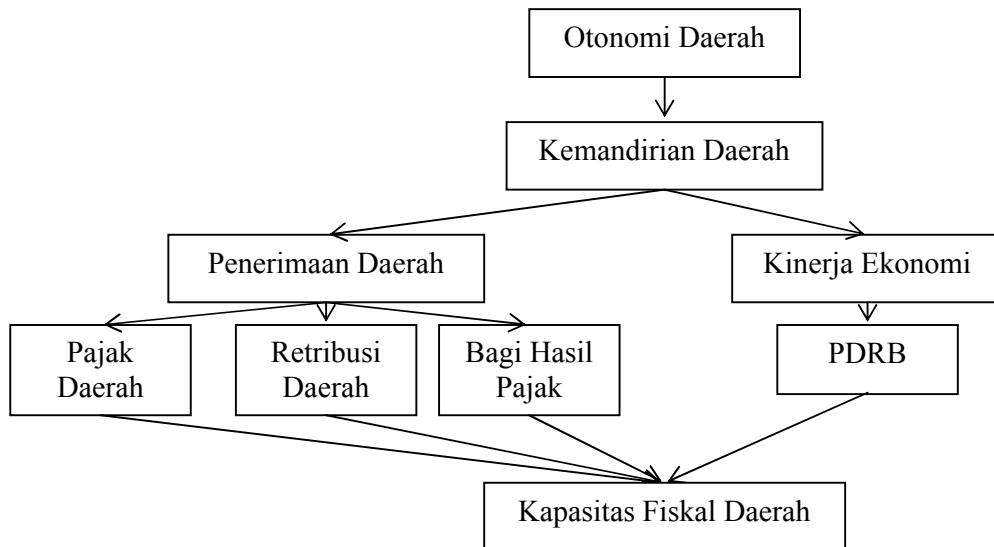 Otonomi Daerah
Kemandirian Daerah
Penerimaan Daerah
Kinerja Ekonomi
Pajak
Daerah
Retribusi
Daerah
Bagi Hasil
Pajak
PDRB
Kapasitas Fiskal Daerah